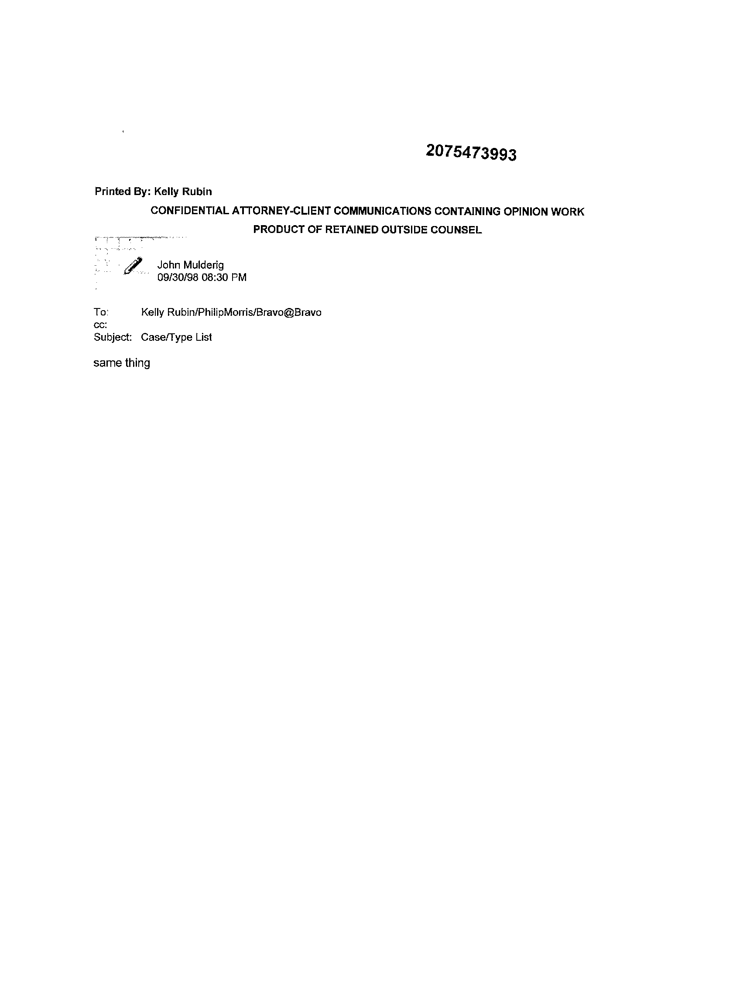 2075473993
Printed By: Kelly Rubin
CONFIDENTIAL ATTORNEY-CLIENT COMMUNICATIONS CONTAINING OPINION WORK
PRODUCT OF RETAINED OUTSIDE COUNSEL
John Mulderig
09/30/98 08:30 PM
To: Kelly Rubin/PhilipMorris/Bravo@Bravo
cc:
Subject: Case/Type List
same thing